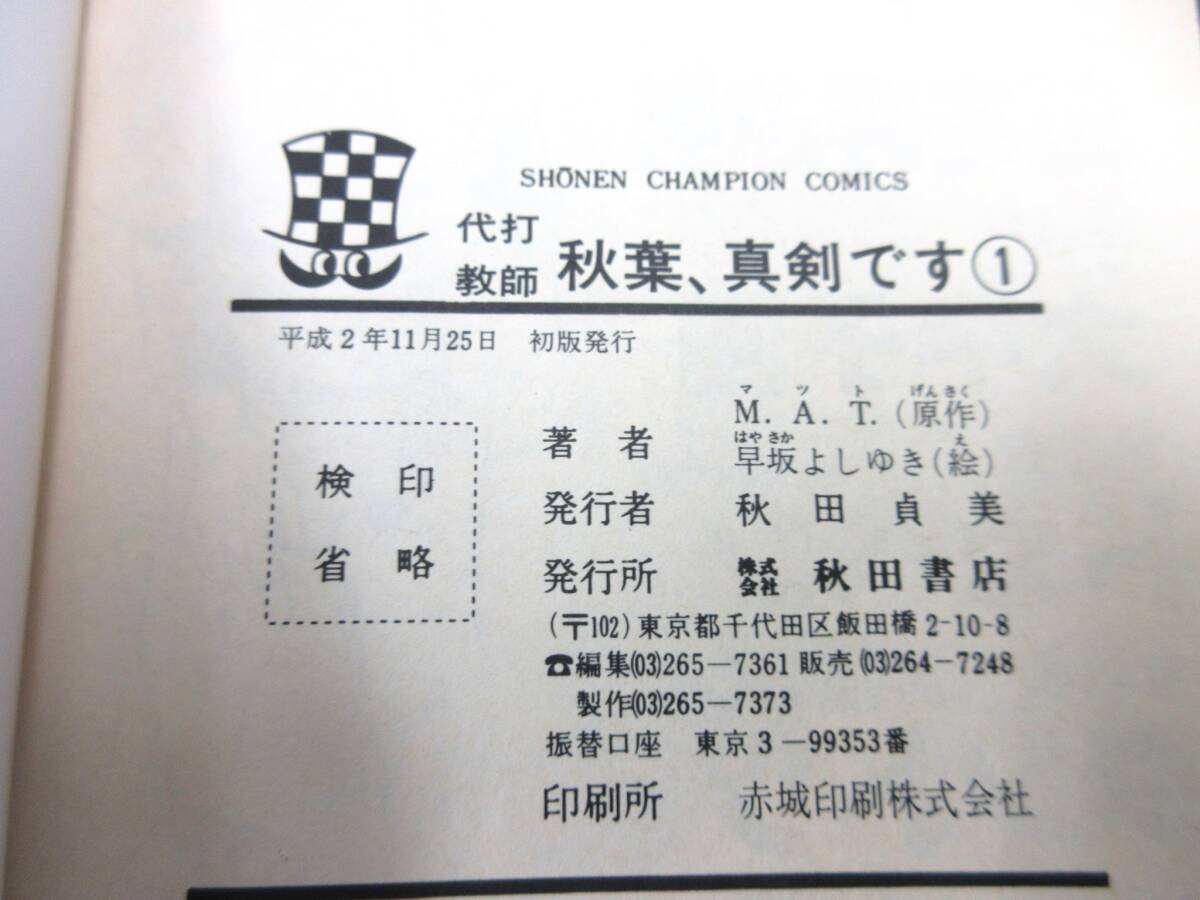 SHŌNEN CHAMPION COMICS
代打教師 秋葉、真剣です①
平成2年11月25日 初版発行
検印
省略
著者 M.A.T.(原作)
マツト げんさく
早坂よしゆき(絵)
はやさか え
発行者 秋田貞美
発行所 株式会社 秋田書店
(〒102)東京都千代田区飯田橋2-10-8
☎編集(03)265―7361 販売(03)264―7248
製作(03)265―7373
振替口座 東京3―99353番
印刷所 赤城印刷株式会社